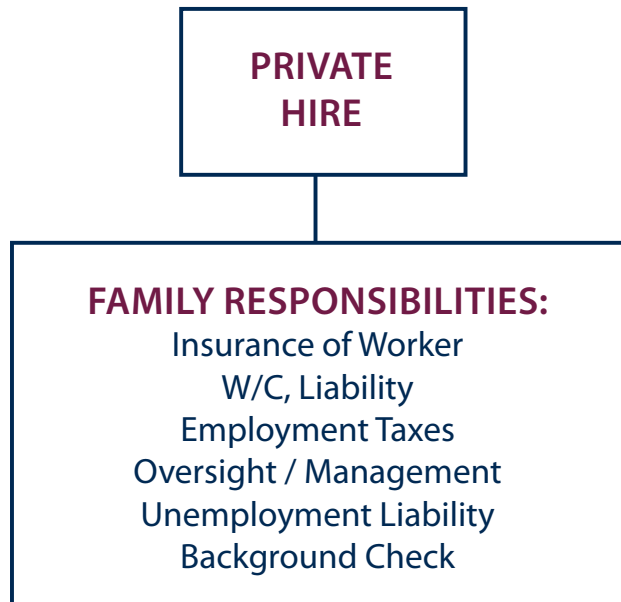 PRIVATE
HIRE
FAMILY RESPONSIBILITIES:
Insurance of Worker
W/C, Liability
Employment Taxes
Oversight / Management
Unemployment Liability
Background Check